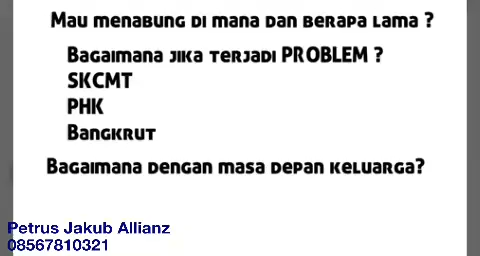 Mau menabung di mana dan berapa lama ?
Bagaimana jika terjadi PROBLEM ?
SKCMT
PHK
Bangkrut
Bagaimana dengan masa depan keluarga?
Petrus Jakub Allianz
08567810321